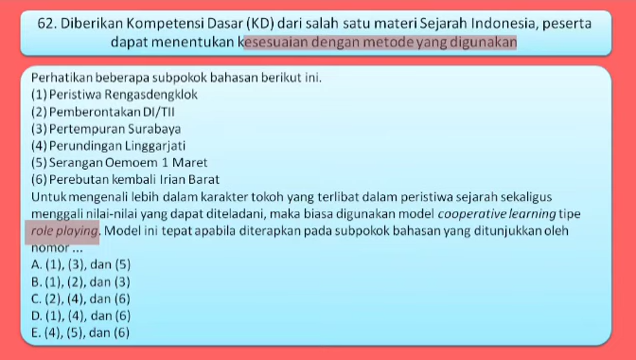 62. Diberikan Kompetensi Dasar (KD) dari salah satu materi Sejarah Indonesia, peserta
dapat menentukan kesesuaian dengan metode yang digunakan
Perhatikan beberapa subpokok bahasan berikut ini.
(1) Peristiwa Rengasdengklok
(2) Pemberontakan DI/TII
(3) Pertempuran Surabaya
(4) Perundingan Linggarjati
(5) Serangan Oemoem 1 Maret
(6) Perebutan kembali Irian Barat
Untuk mengenali lebih dalam karakter tokoh yang terlibat dalam peristiwa sejarah sekaligus
menggali nilai-nilai yang dapat diteladani, maka biasa digunakan model cooperative learning tipe
role playing. Model ini tepat apabila diterapkan pada subpokok bahasan yang ditunjukkan oleh
nomor ...
A. (1), (3), dan (5)
B. (1), (2), dan (3)
C. (2), (4), dan (6)
D. (1), (4), dan (6)
E. (4), (5), dan (6)